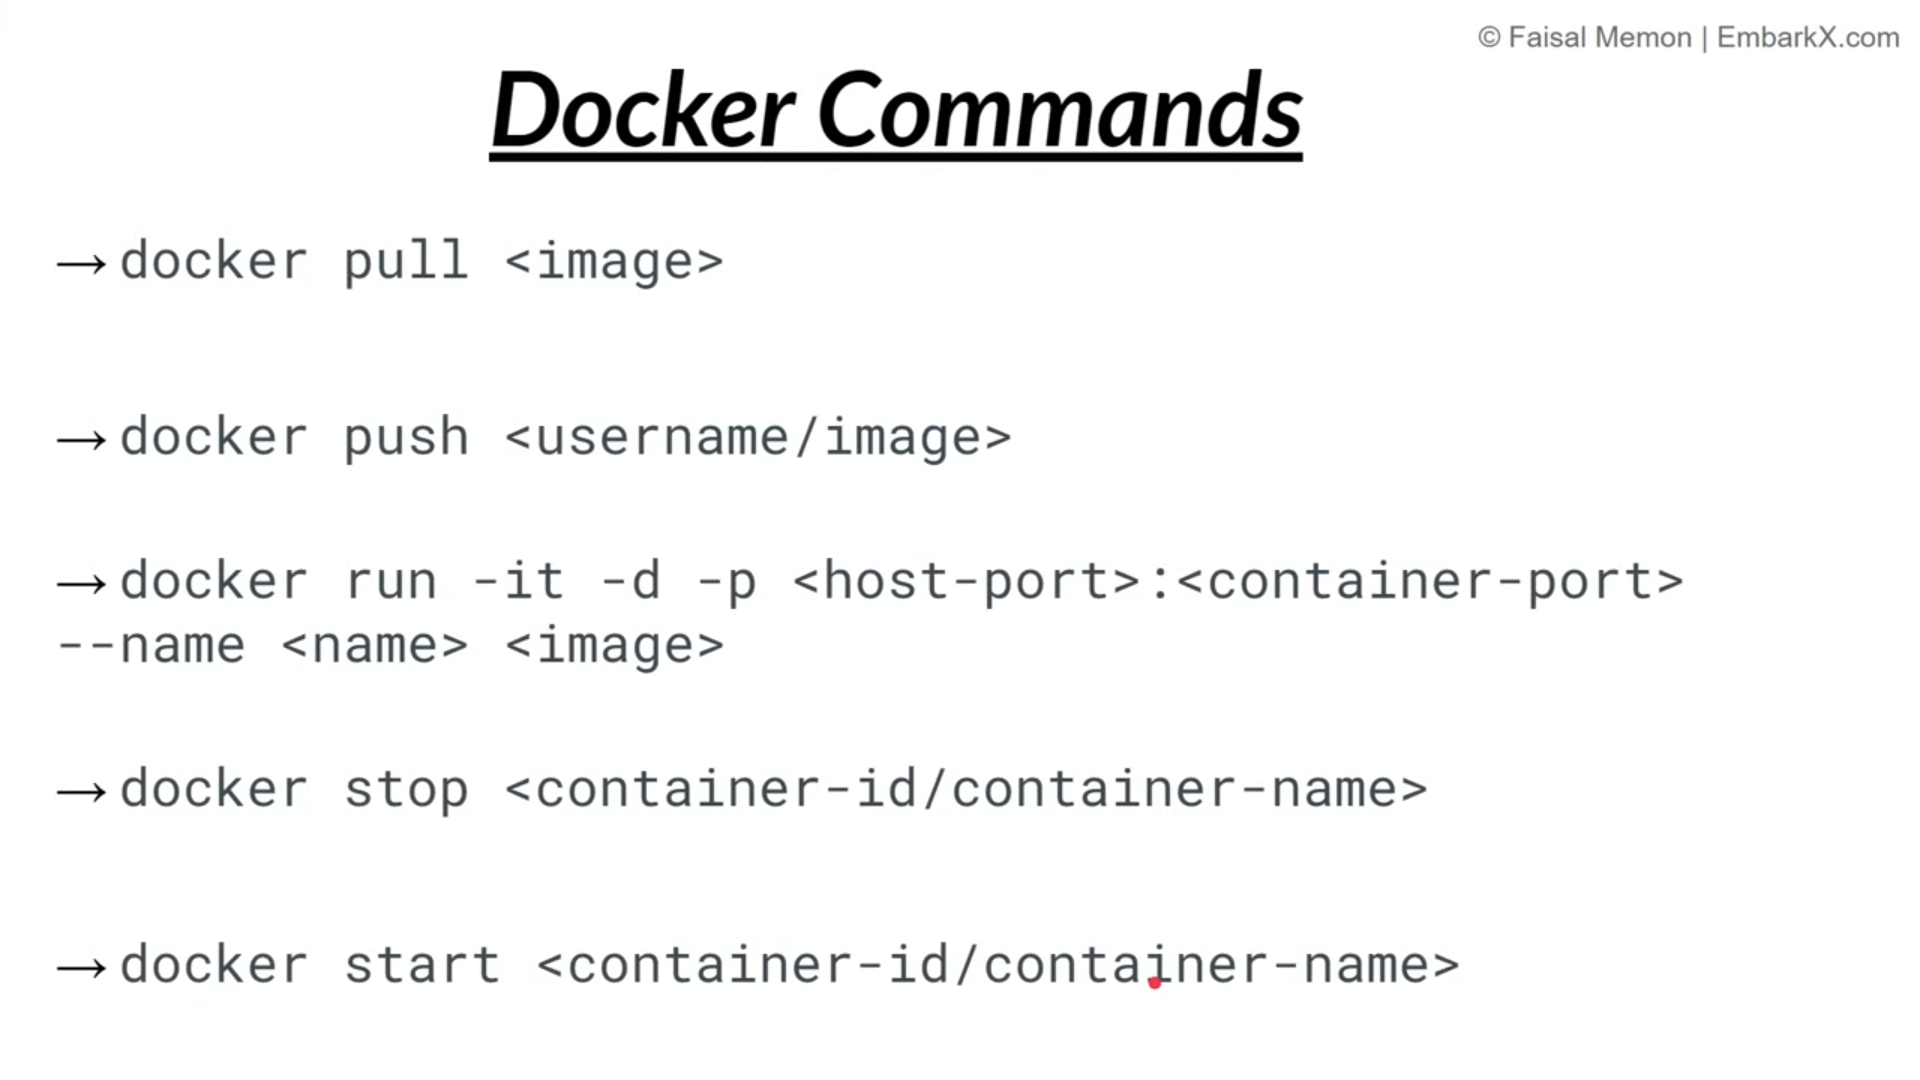 © Faisal Memon | EmbarkX.com
Docker Commands
→ docker pull <image>
→ docker push <username/image>
→ docker run -it -d -p <host-port>:<container-port>
--name <name> <image>
→ docker stop <container-id/container-name>
→ docker start <container-id/container-name>